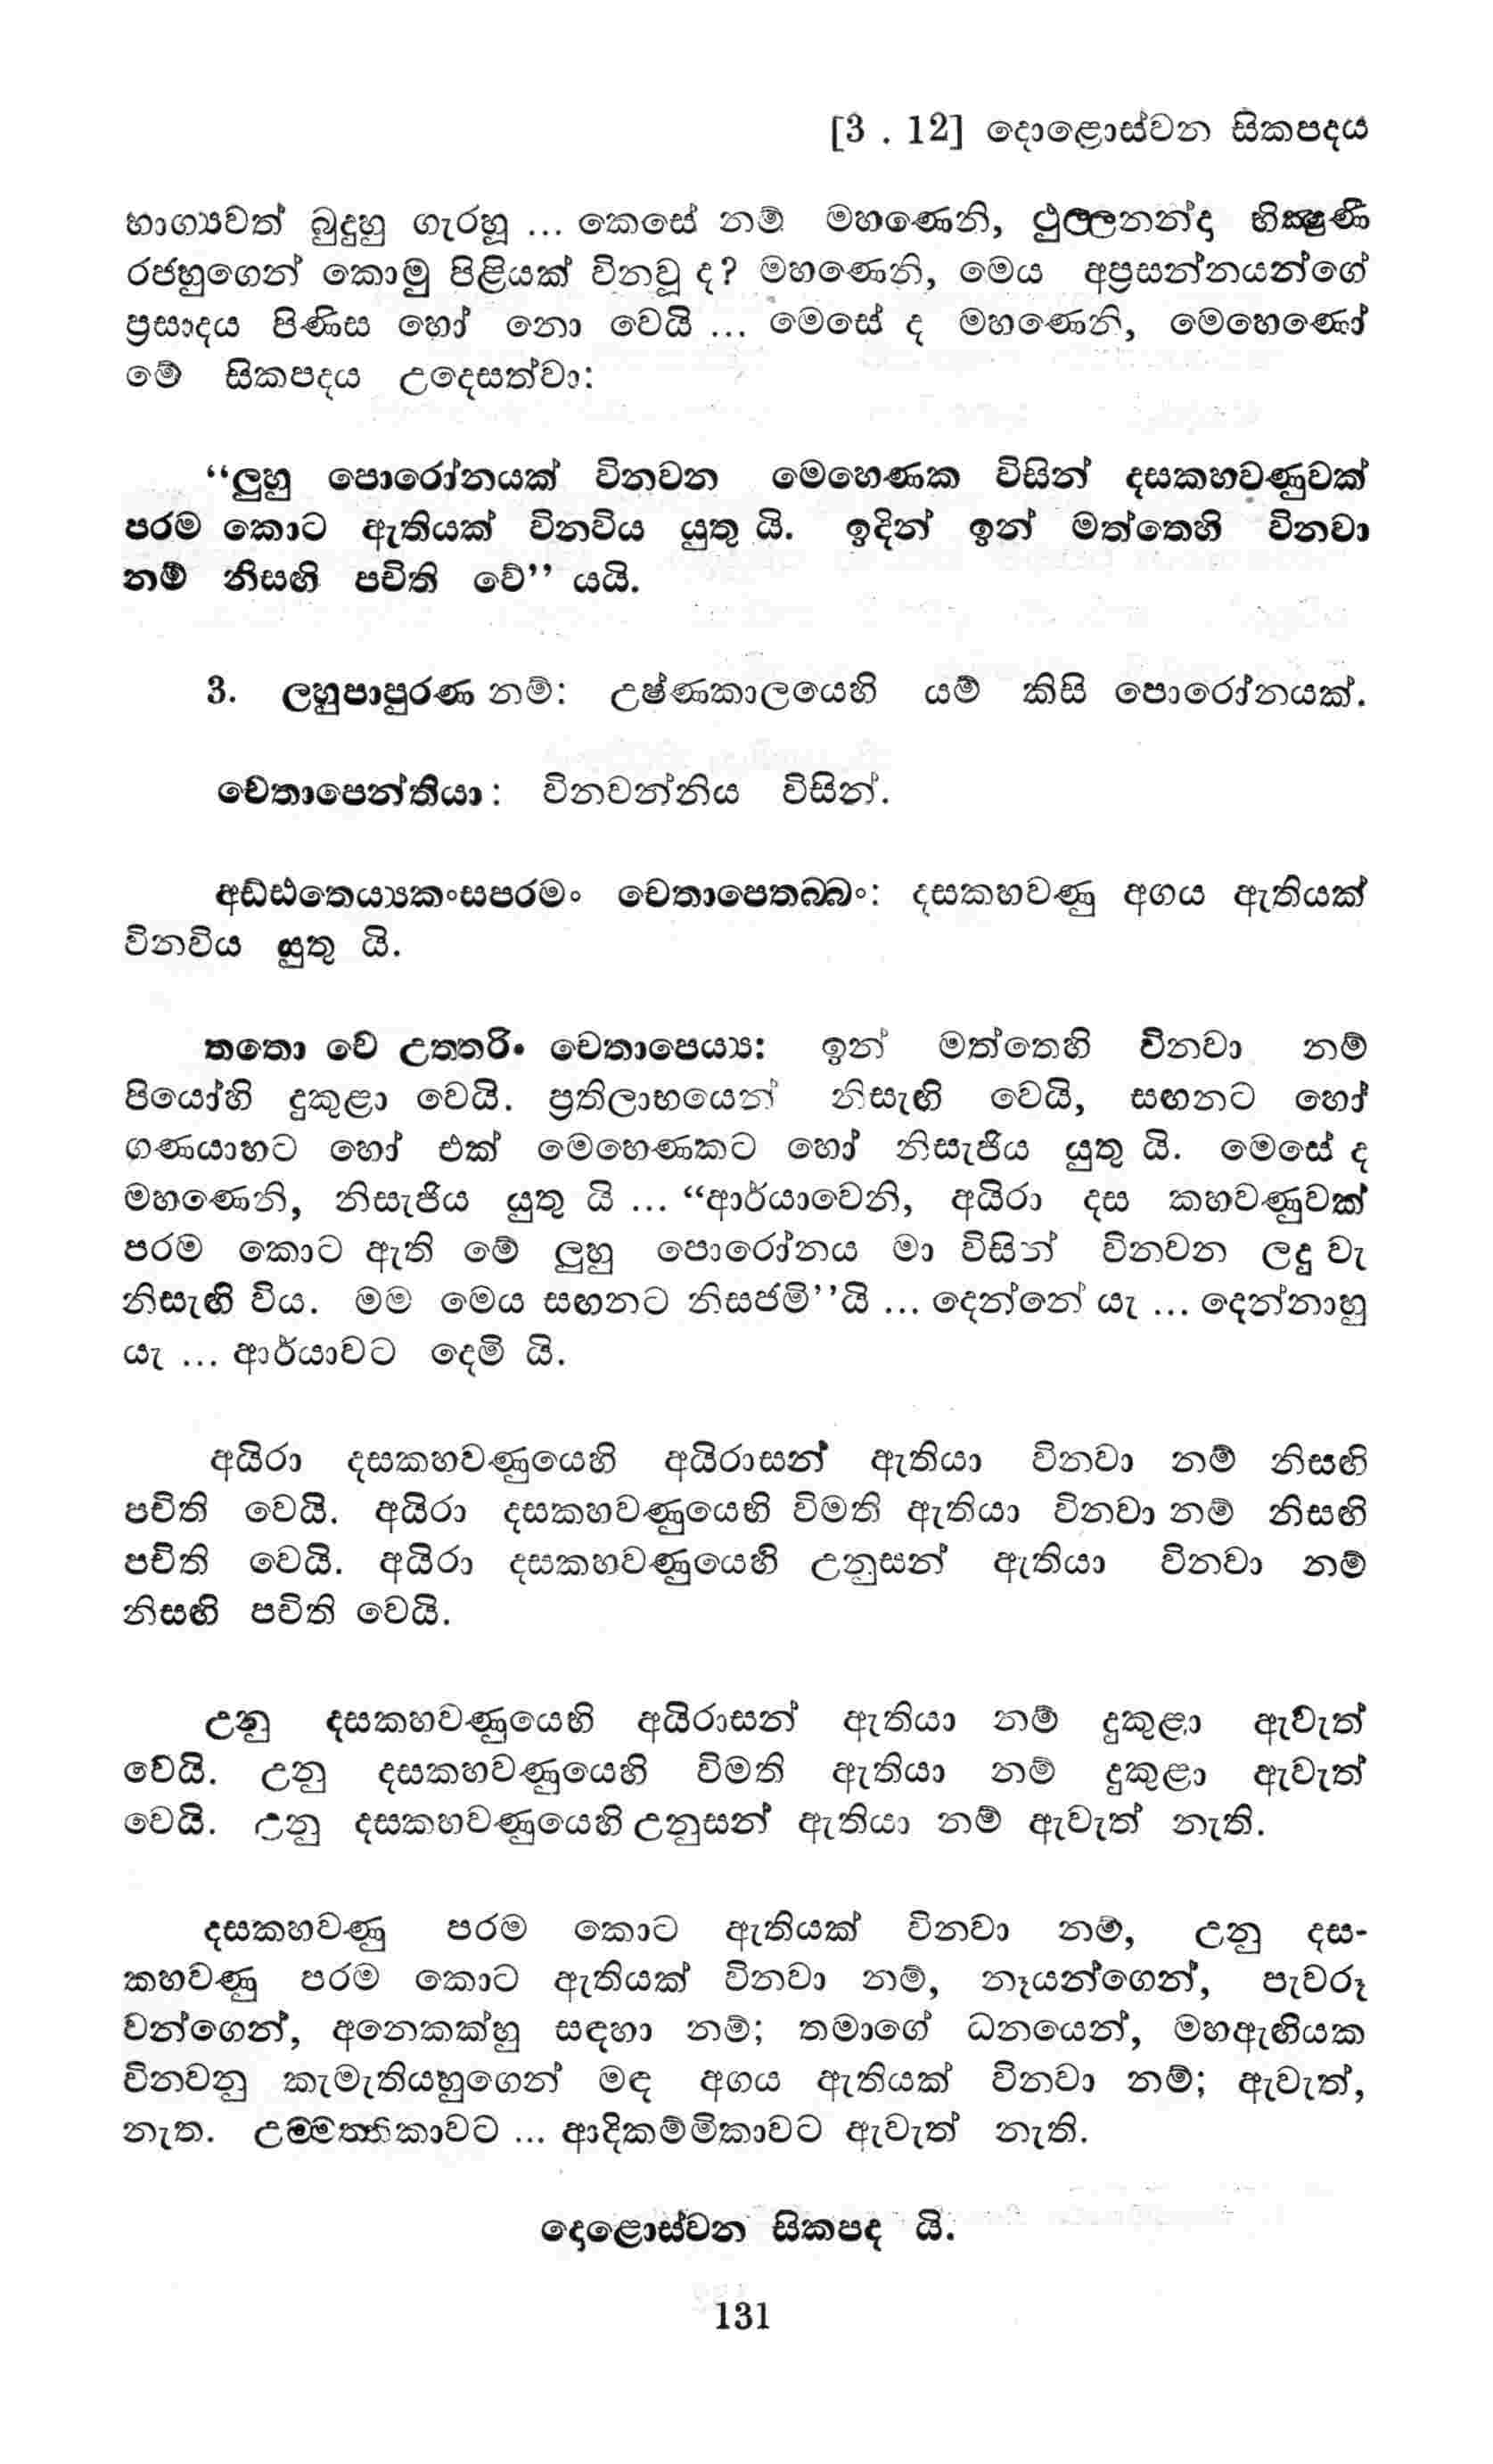 [3 . 12] දොළොස්වන සිකපදය
භාග්‍යවත් බුදුහු ගැරහූ ... කෙසේ නම් මහණෙනි, ථුල්ලනන්දා භික්‍ෂුණී
රජහුගෙන් කොමු පිළියක් විනවූ ද? මහණෙනි, මෙය අප්‍රසන්නයන්ගේ
ප්‍රසාදය පිණිස හෝ නො වෙයි ... මෙසේ ද මහණෙනි, මෙහෙණෝ
මේ සිකපදය උදෙසත්වා:
“ලුහු පොරෝනයක් විනවන මෙහෙණක විසින් දසකහවණුවක්
පරම කොට ඇතියක් විනවිය යුතු යි. ඉදින් ඉන් මත්තෙහි විනවා
නම් නිසඟි පචිති වේ” යයි.
3. ලහුපාපුරණ නම්: උෂ්ණකාලයෙහි යම් කිසි පොරෝනයක්.
චේතාපෙන්තියා: විනවන්නිය විසින්.
අඩ්ඪතෙය්‍යකංසපරමං චෙතාපෙතබ්බං: දසකහවණු අගය ඇතියක්
විනවිය යුතු යි.
තතො චේ උත්තරිං චෙතාපෙය්‍ය: ඉන් මත්තෙහි විනවා නම්
පියෝහි දුකුළා වෙයි. ප්‍රතිලාභයෙන් නිසැඟි වෙයි, සඟනට හෝ
ගණයාහට හෝ එක් මෙහෙණකට හෝ නිසැජිය යුතු යි. මෙසේ ද
මහණෙනි, නිසැජිය යුතු යි ... “ආර්යාවෙනි, අයිරා දස කහවණුවක්
පරම කොට ඇති මේ ලුහු පොරෝනය මා විසින් විනවන ලදු වැ
නිසැඟි විය. මම මෙය සඟනට නිසජමි”යි ... දෙන්නේ යැ ... දෙන්නාහු
යැ ... ආර්යාවට දෙමි යි.
අයිරා දසකහවණුයෙහි අයිරාසන් ඇතියා විනවා නම් නිසඟි
පචිති වෙයි. අයිරා දසකහවණුයෙහි විමති ඇතියා විනවා නම් නිසඟි
පචිති වෙයි. අයිරා දසකහවණුයෙහි උනුසන් ඇතියා විනවා නම්
නිසඟි පචිති වෙයි.
උනු දසකහවණුයෙහි අයිරාසන් ඇතියා නම් දුකුළා ඇවැත්
වෙයි. උනු දසකහවණුයෙහි විමති ඇතියා නම් දුකුළා ඇවැත්
වෙයි. උනු දසකහවණුයෙහි උනුසන් ඇතියා නම් ඇවැත් නැති.
දසකහවණු පරම කොට ඇතියක් විනවා නම්, උනු දස-
කහවණු පරම කොට ඇතියක් විනවා නම්, නෑයන්ගෙන්, පැවරූ
වන්ගෙන්, අනෙකක්හු සඳහා නම්; තමාගේ ධනයෙන්, මහඇඟියක
විනවනු කැමැතියහුගෙන් මඳ අගය ඇතියක් විනවා නම්; ඇවැත්,
නැත. උම්මත්තිකාවට ... ආදිකම්මිකාවට ඇවැත් නැති.
දොළොස්වන සිකපද යි.
131